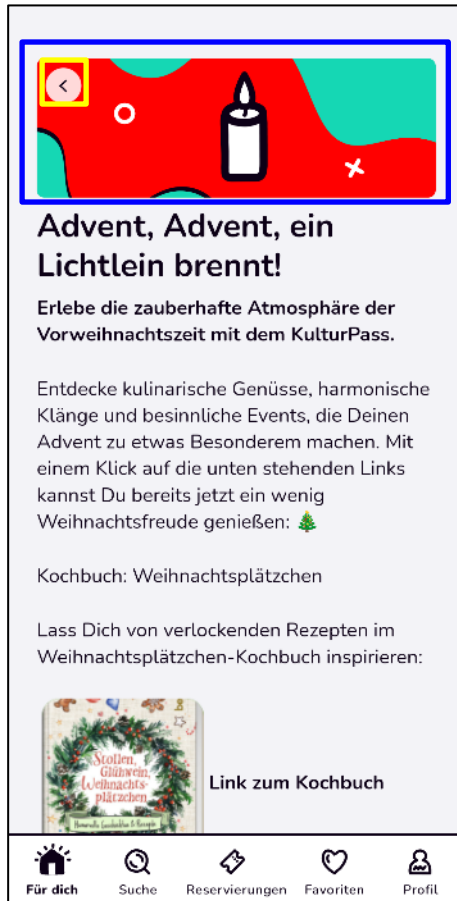 Advent, Advent, ein
Lichtlein brennt!
Erlebe die zauberhafte Atmosphäre der
Vorweihnachtszeit mit dem KulturPass.
Entdecke kulinarische Genüsse, harmonische
Klänge und besinnliche Events, die Deinen
Advent zu etwas Besonderem machen. Mit
einem Klick auf die unten stehenden Links
kannst Du bereits jetzt ein wenig
Weihnachtsfreude genießen: 🎄
Kochbuch: Weihnachtsplätzchen
Lass Dich von verlockenden Rezepten im
Weihnachtsplätzchen-Kochbuch inspirieren:
Stollen,
Glühwein,
Weihnachts-
plätzchen
Link zum Kochbuch
Für dich Suche Reservierungen Favoriten Profil